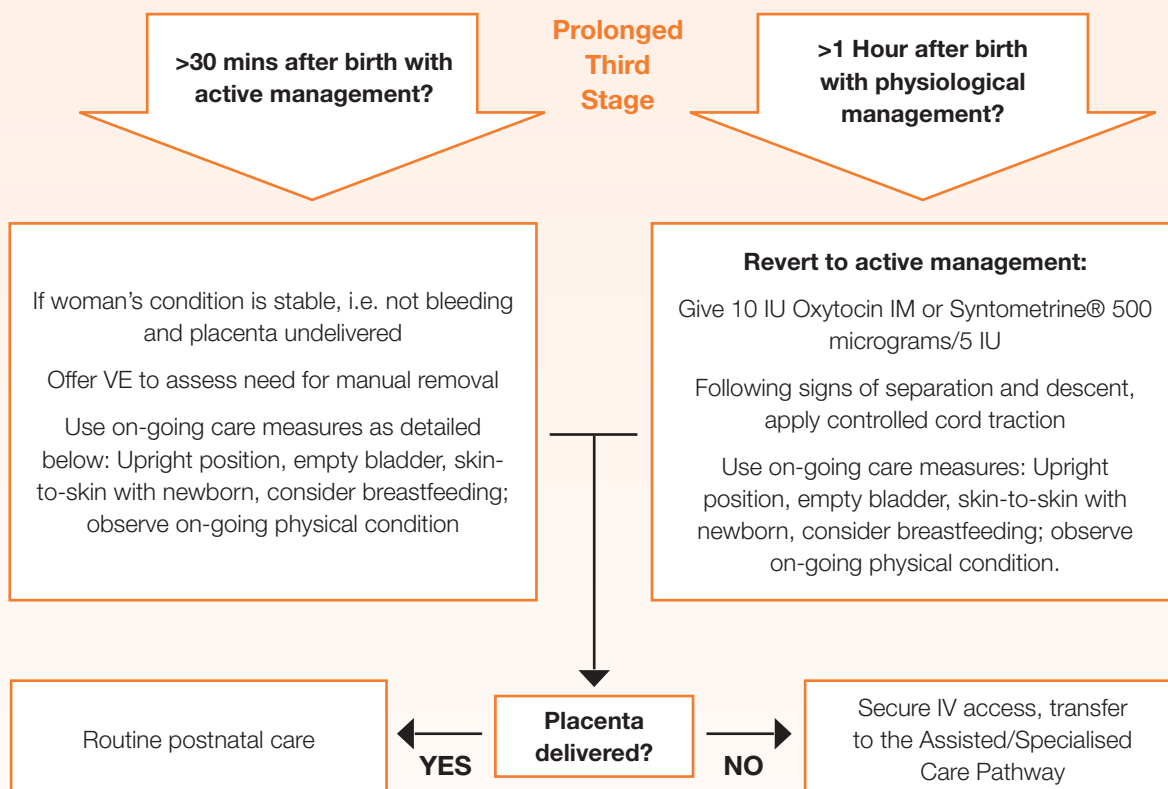 >30 mins after birth with
active management?
Prolonged
Third
Stage
>1 Hour after birth
with physiological
management?
If woman’s condition is stable, i.e. not bleeding
and placenta undelivered
Offer VE to assess need for manual removal
Use on-going care measures as detailed
below: Upright position, empty bladder, skin-
to-skin with newborn, consider breastfeeding;
observe on-going physical condition
Revert to active management:
Give 10 IU Oxytocin IM or Syntometrine® 500
micrograms/5 IU
Following signs of separation and descent,
apply controlled cord traction
Use on-going care measures: Upright
position, empty bladder, skin-to-skin with
newborn, consider breastfeeding; observe
on-going physical condition.
Routine postnatal care
YES
Placenta
delivered?
NO
Secure IV access, transfer
to the Assisted/Specialised
Care Pathway